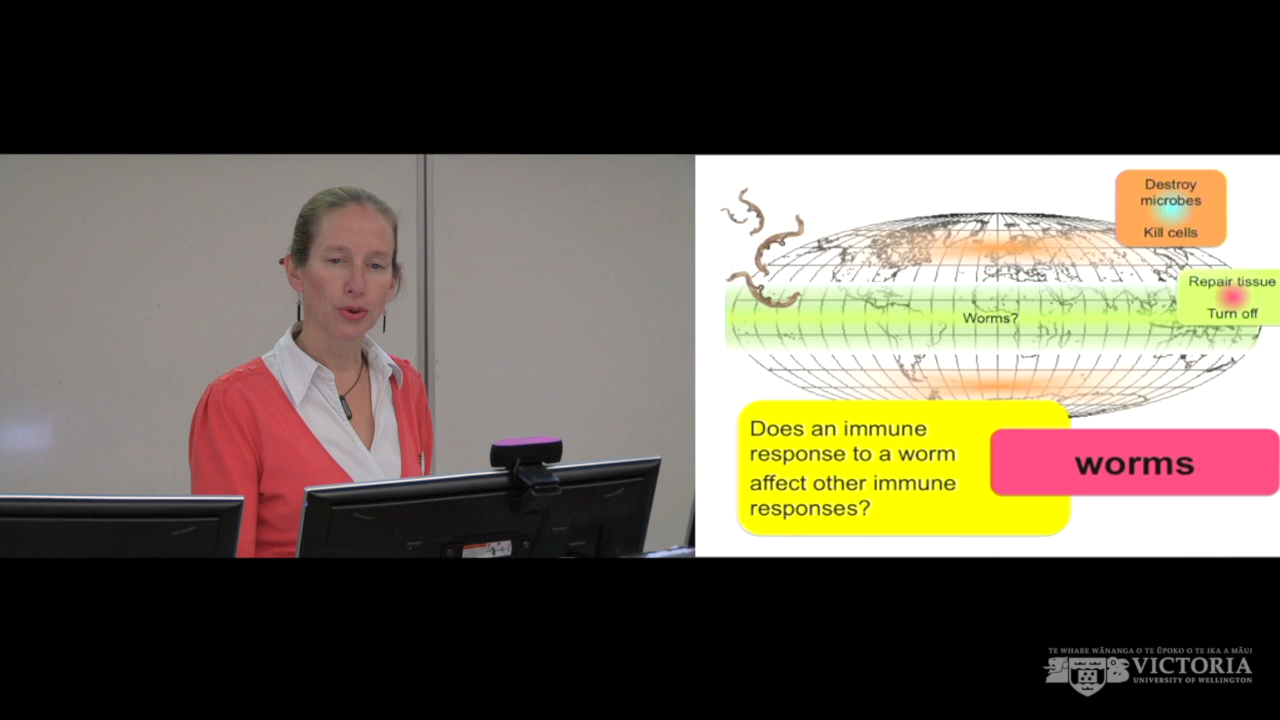 Destroy
microbes
Kill cells
Repair tissue
Turn off
Worms?
Does an immune
response to a worm
affect other immune
responses?
worms
TE WHARE WĀNANGA O TE ŪPOKO O TE IKA A MĀUI
VICTORIA
UNIVERSITY OF WELLINGTON